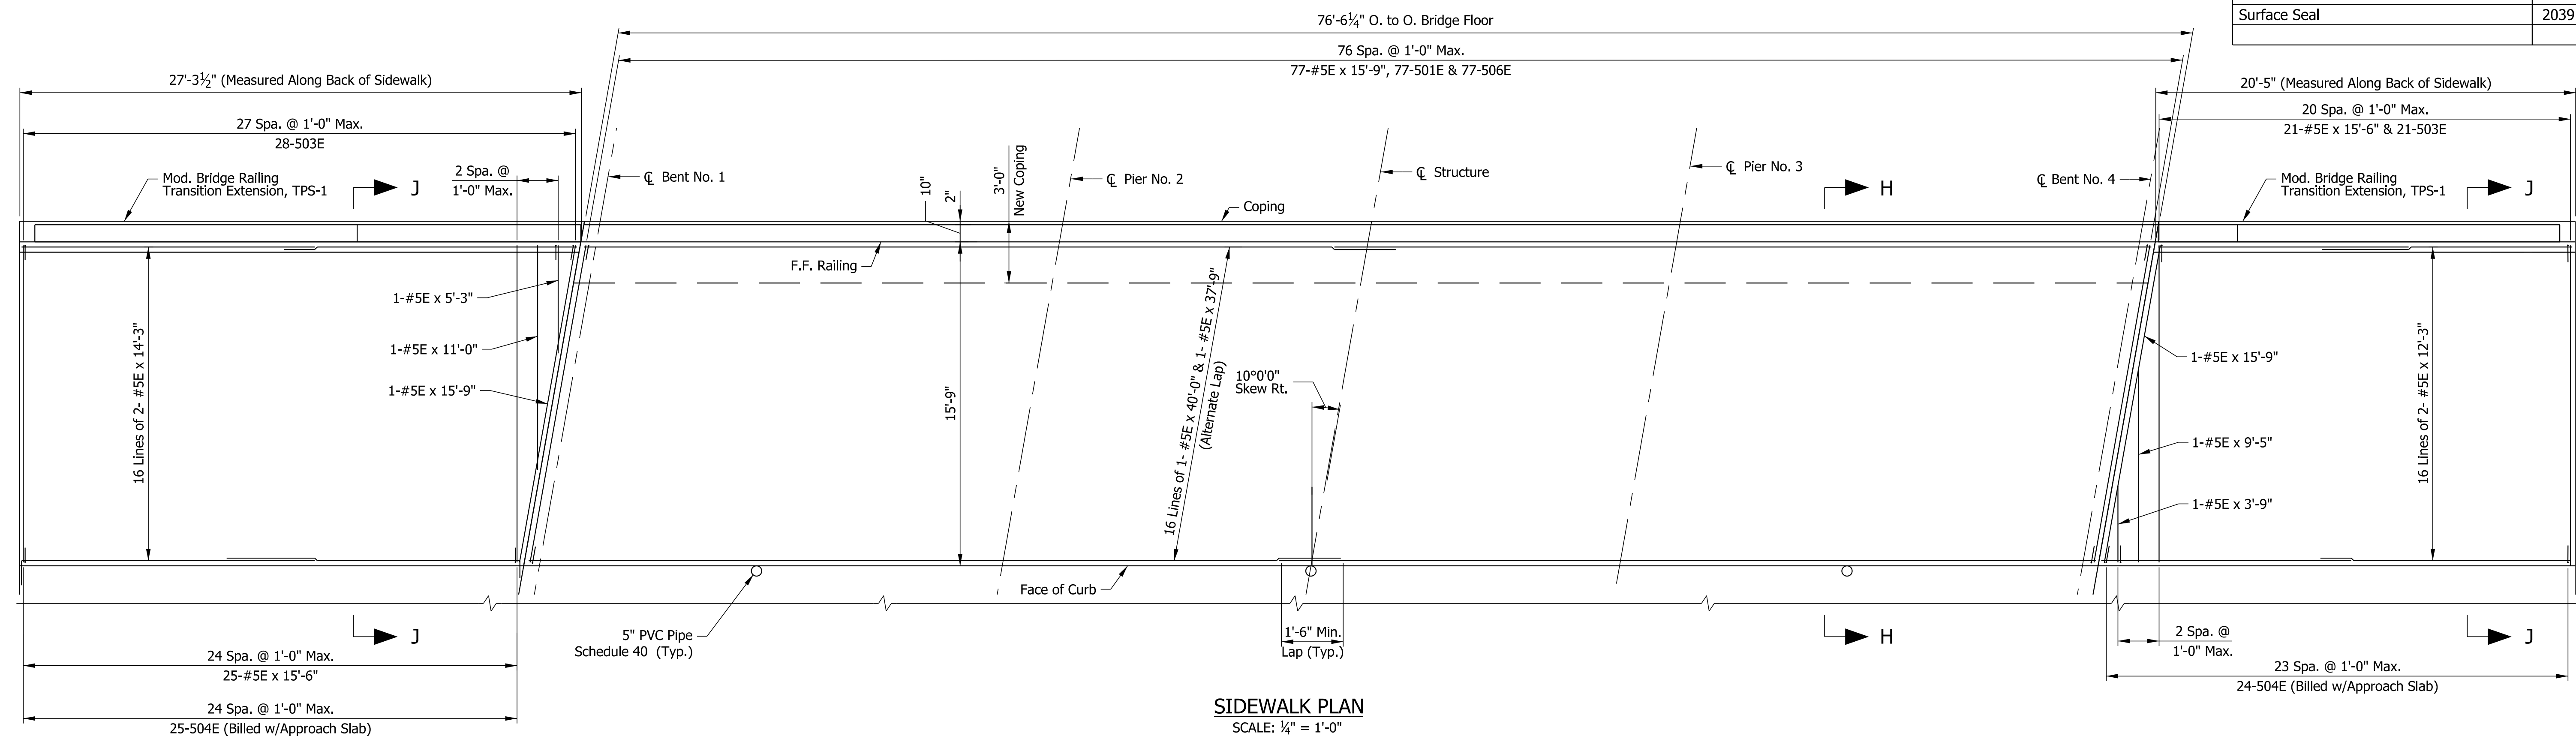 Surface Seal 2039
76'-6¼" O. to O. Bridge Floor
76 Spa. @ 1'-0" Max.
77-#5E x 15'-9", 77-501E & 77-506E
27'-3½" (Measured Along Back of Sidewalk)
20'-5" (Measured Along Back of Sidewalk)
27 Spa. @ 1'-0" Max.
28-503E
20 Spa. @ 1'-0" Max.
21-#5E x 15'-6" & 21-503E
Mod. Bridge Railing
Transition Extension, TPS-1
J
2 Spa. @
1'-0" Max.
℄ Bent No. 1
10"
2"
3'-0"
New Coping
℄ Pier No. 2
℄ Structure
℄ Pier No. 3
H
℄ Bent No. 4
Mod. Bridge Railing
Transition Extension, TPS-1
J
Coping
F.F. Railing
1-#5E x 5'-3"
1-#5E x 11'-0"
1-#5E x 15'-9"
16 Lines of 2- #5E x 14'-3"
15'-9"
16 Lines of 1- #5E x 40'-0" & 1- #5E x 37'-9"
(Alternate Lap)
10°0'0"
Skew Rt.
1-#5E x 15'-9"
1-#5E x 9'-5"
1-#5E x 3'-9"
16 Lines of 2- #5E x 12'-3"
Face of Curb
J
5" PVC Pipe
Schedule 40 (Typ.)
1'-6" Min.
Lap (Typ.)
H
2 Spa. @
1'-0" Max.
J
24 Spa. @ 1'-0" Max.
25-#5E x 15'-6"
23 Spa. @ 1'-0" Max.
24-504E (Billed w/Approach Slab)
24 Spa. @ 1'-0" Max.
25-504E (Billed w/Approach Slab)
SIDEWALK PLAN
SCALE: ¼" = 1'-0"